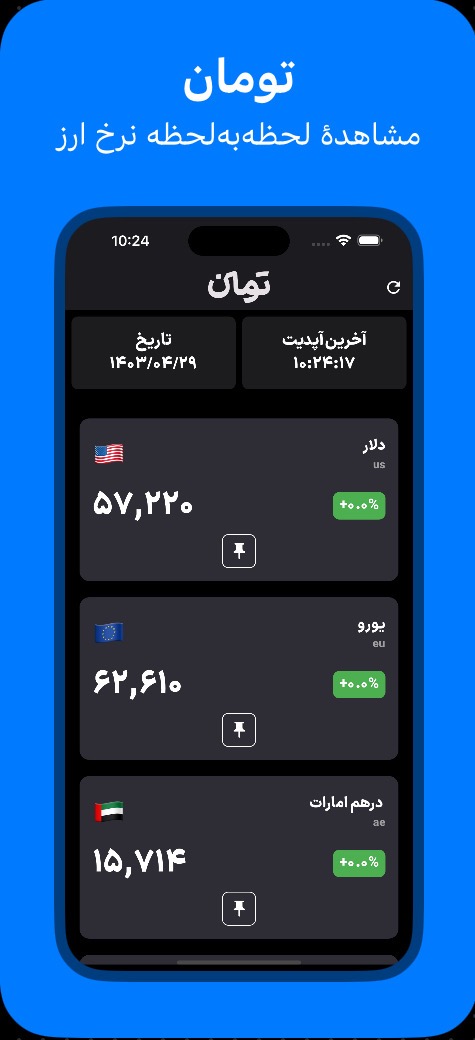 تومان
مشاهدهٔ لحظه‌به‌لحظه نرخ ارز
10:24
تومان
آخرین آپدیت
۱۰:۲۴:۱۷
تاریخ
۱۴۰۳/۰۴/۲۹
دلار
us
۵۷,۲۲۰
+۰.۰%
یورو
eu
۶۲,۶۱۰
+۰.۰%
درهم امارات
ae
۱۵,۷۱۴
+۰.۰%